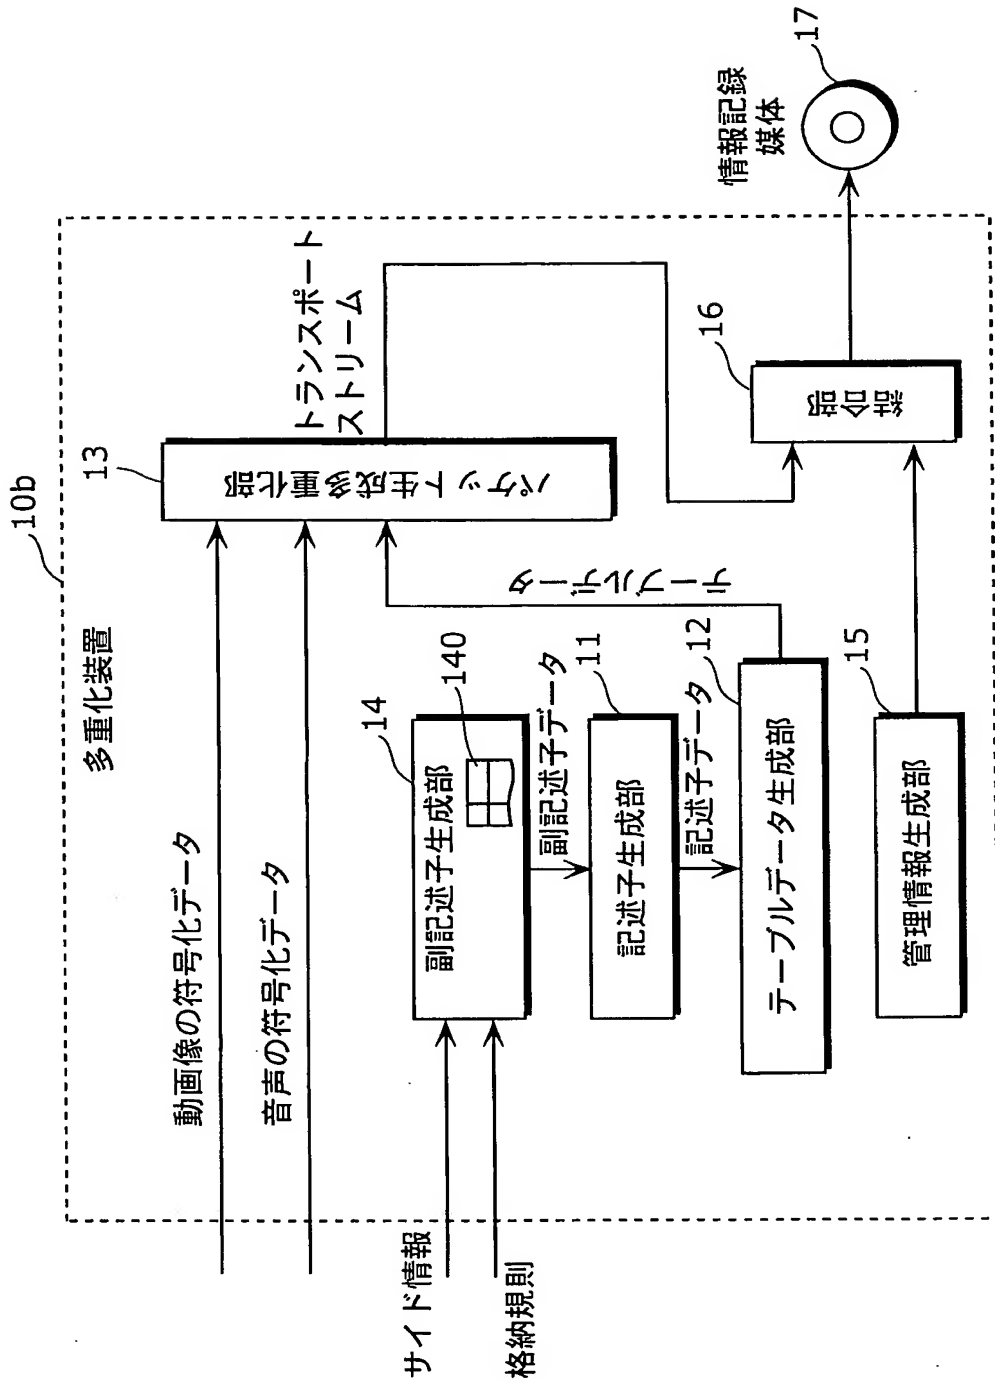 10b
多重化装置
動画像の符号化データ
音声の符号化データ
サイド情報
格納規則
13
パケット生成多重化部
トランスポート
ストリーム
14
140
副記述子生成部
副記述子データ
11
記述子生成部
記述子データ
12
テーブルデータ生成部
テーブルデータ
15
管理情報生成部
16
結合部
情報記録
媒体
17